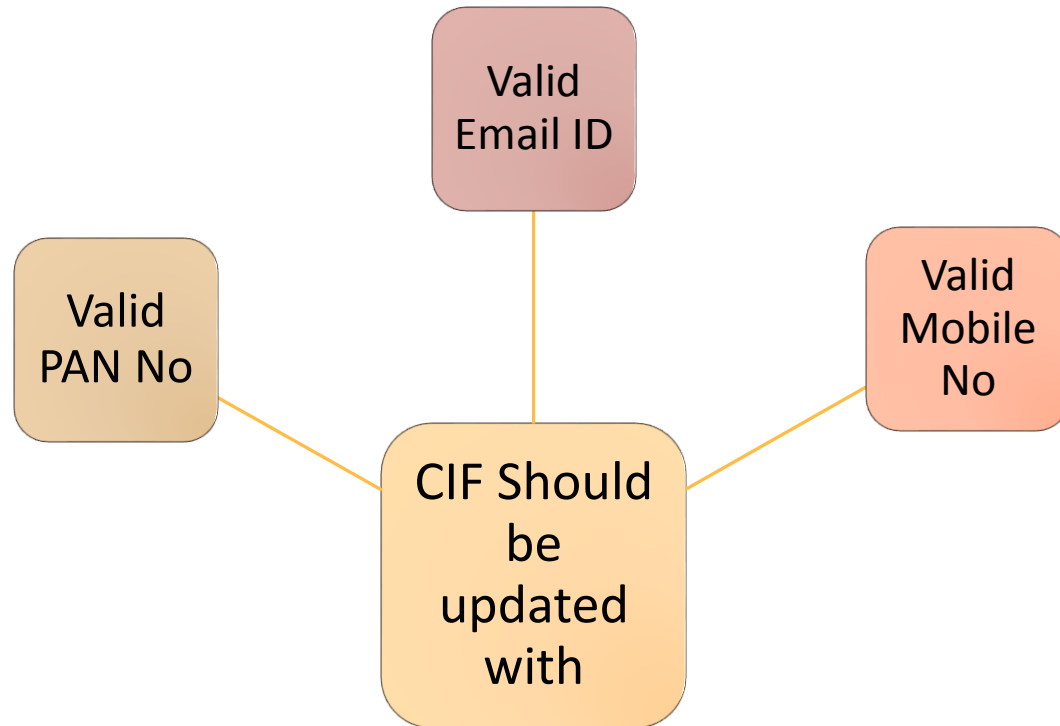 Valid
Email ID
Valid
PAN No
Valid
Mobile
No
CIF Should
be
updated
with